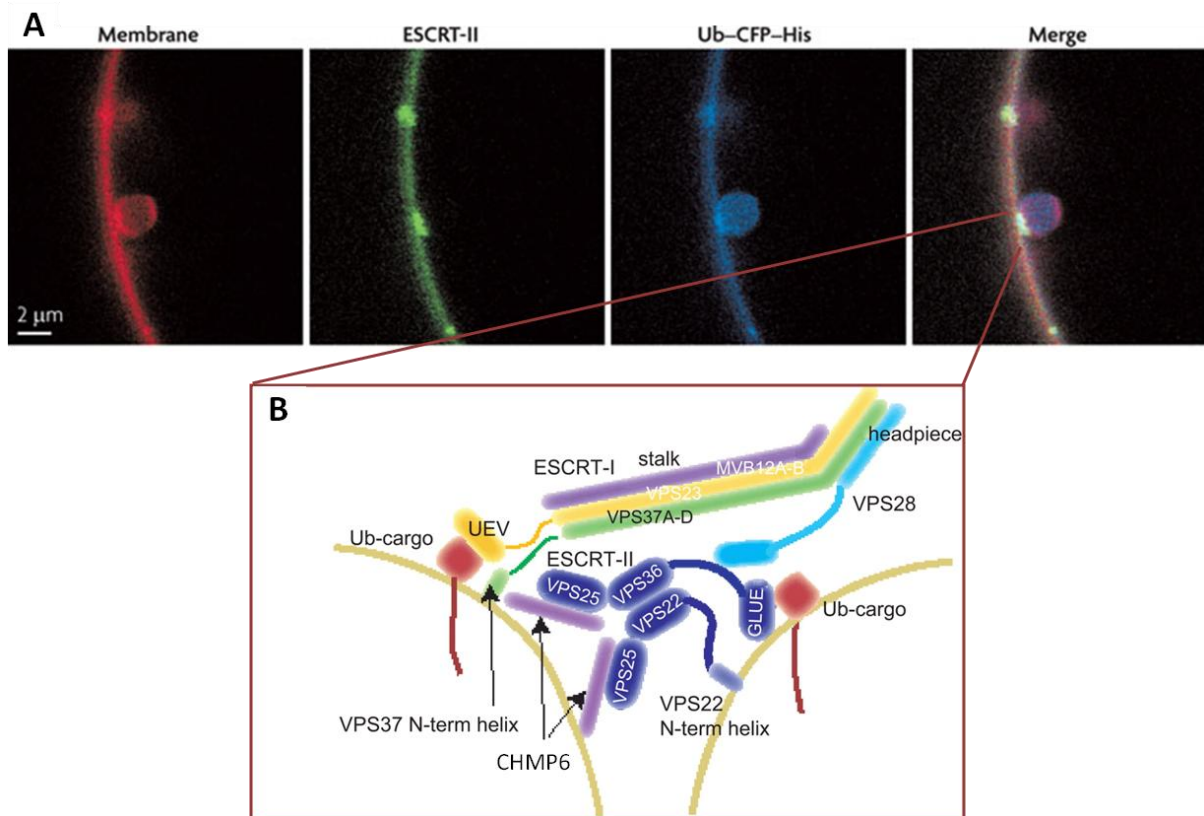 A
Membrane
ESCRT-II
Ub–CFP–His
Merge
2 μm
B
headpiece
stalk
ESCRT-I
MVB12A-B
VPS23
VPS28
VPS37A-D
UEV
Ub-cargo
ESCRT-II
VPS25
VPS36
VPS22
GLUE
Ub-cargo
VPS25
VPS22
N-term helix
VPS37 N-term helix
CHMP6